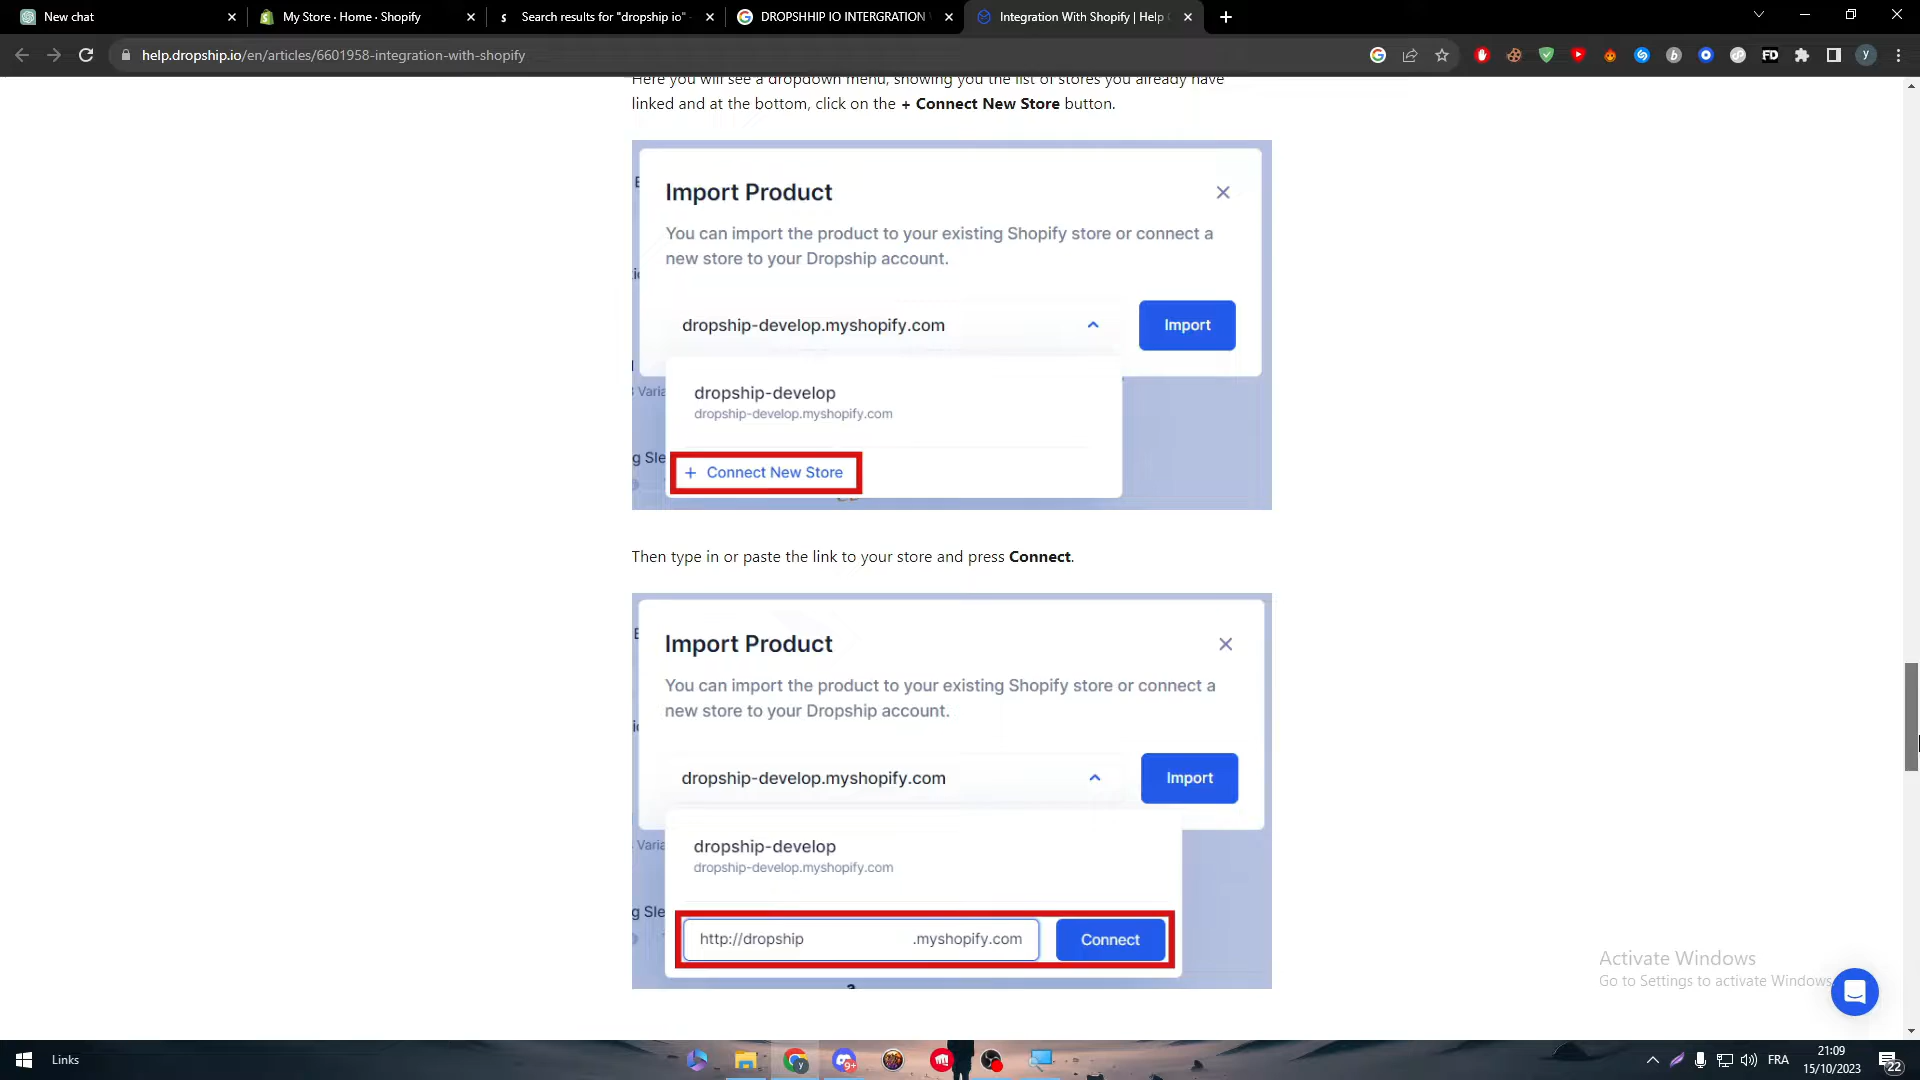 New chat
My Store · Home · Shopify
Search results for "dropship io" -
DROPSHHIP IO INTERGRATION
Integration With Shopify | Help
help.dropship.io/en/articles/6601958-integration-with-shopify
Here you will see a dropdown menu, showing you the list of stores you already have
linked and at the bottom, click on the + Connect New Store button.
Import Product
You can import the product to your existing Shopify store or connect a
new store to your Dropship account.
dropship-develop.myshopify.com
Import
dropship-develop
dropship-develop.myshopify.com
Varia
g Sle
+ Connect New Store
Then type in or paste the link to your store and press Connect.
Import Product
You can import the product to your existing Shopify store or connect a
new store to your Dropship account.
dropship-develop.myshopify.com
Import
dropship-develop
dropship-develop.myshopify.com
Varia
g Sle
http://dropship .myshopify.com
Connect
Activate Windows
Go to Settings to activate Windows.
Links
9+
FRA
21:09
15/10/2023
22